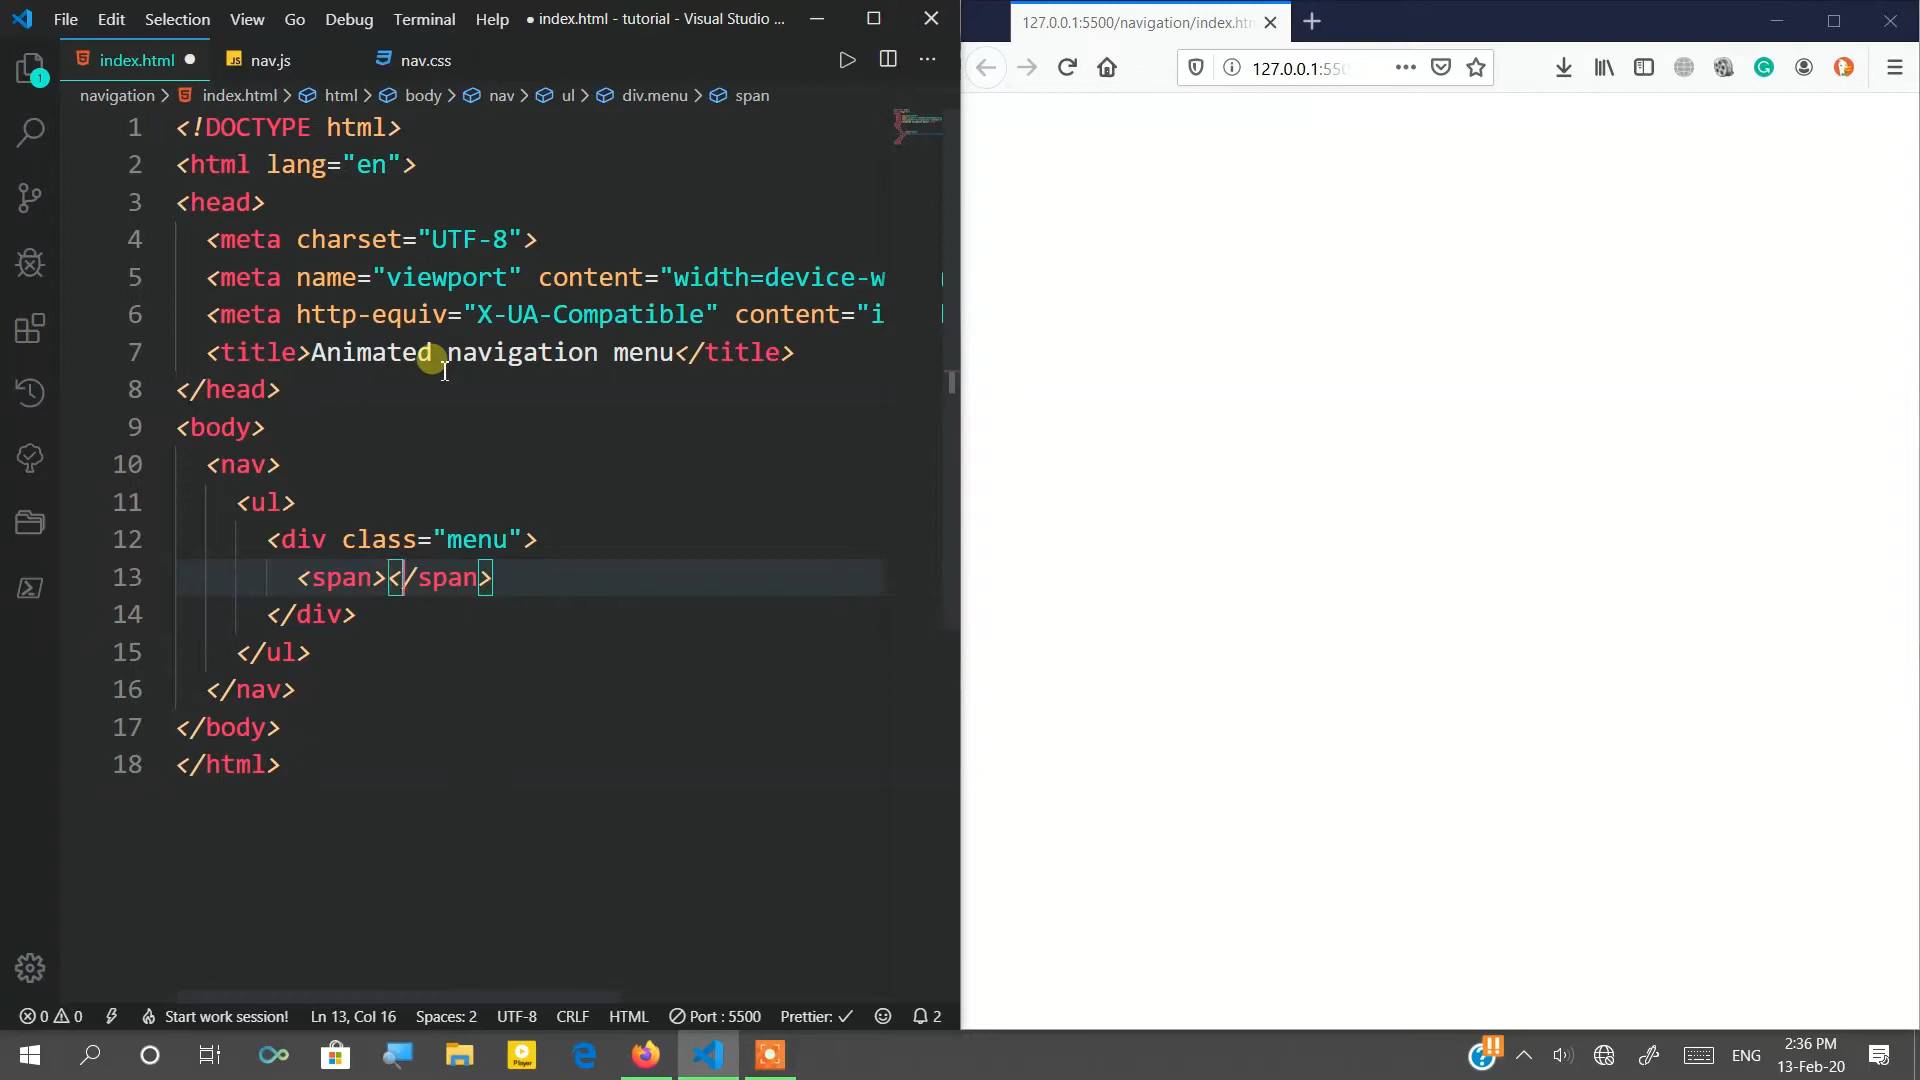 File Edit Selection View Go Debug Terminal Help ● index.html - tutorial - Visual Studio ...
index.html ● JS nav.js nav.css ...
navigation > index.html > html > body > nav > ul > div.menu > span
1 <!DOCTYPE html>
2 <html lang="en">
3 <head>
4 <meta charset="UTF-8">
5 <meta name="viewport" content="width=device-w
6 <meta http-equiv="X-UA-Compatible" content="i
7 <title>Animated navigation menu</title>
8 </head>
9 <body>
10 <nav>
11 <ul>
12 <div class="menu">
13 <span></span>
14 </div>
15 </ul>
16 </nav>
17 </body>
18 </html>
1
0 0 Start work session! Ln 13, Col 16 Spaces: 2 UTF-8 CRLF HTML Port : 5500 Prettier: ✓ 2
127.0.0.1:5500/navigation/index.htm
127.0.0.1:550
Player
ENG
2:36 PM
13-Feb-20